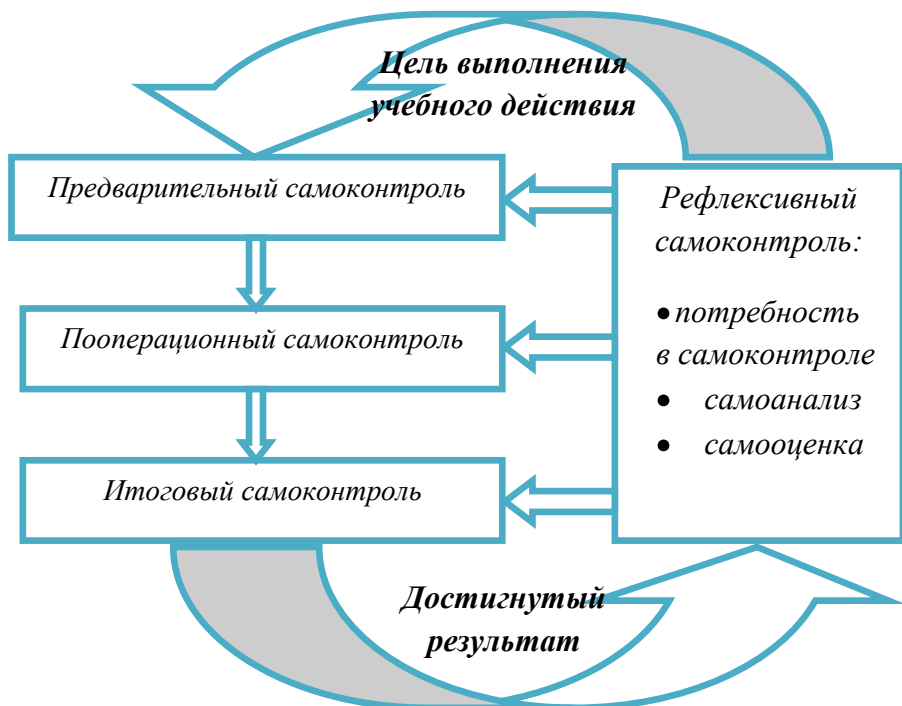 Цель выполнения
учебного действия
Предварительный самоконтроль
Пооперационный самоконтроль
Итоговый самоконтроль
Рефлексивный
самоконтроль:
•потребность
в самоконтроле
• самоанализ
• самооценка
Достигнутый
результат